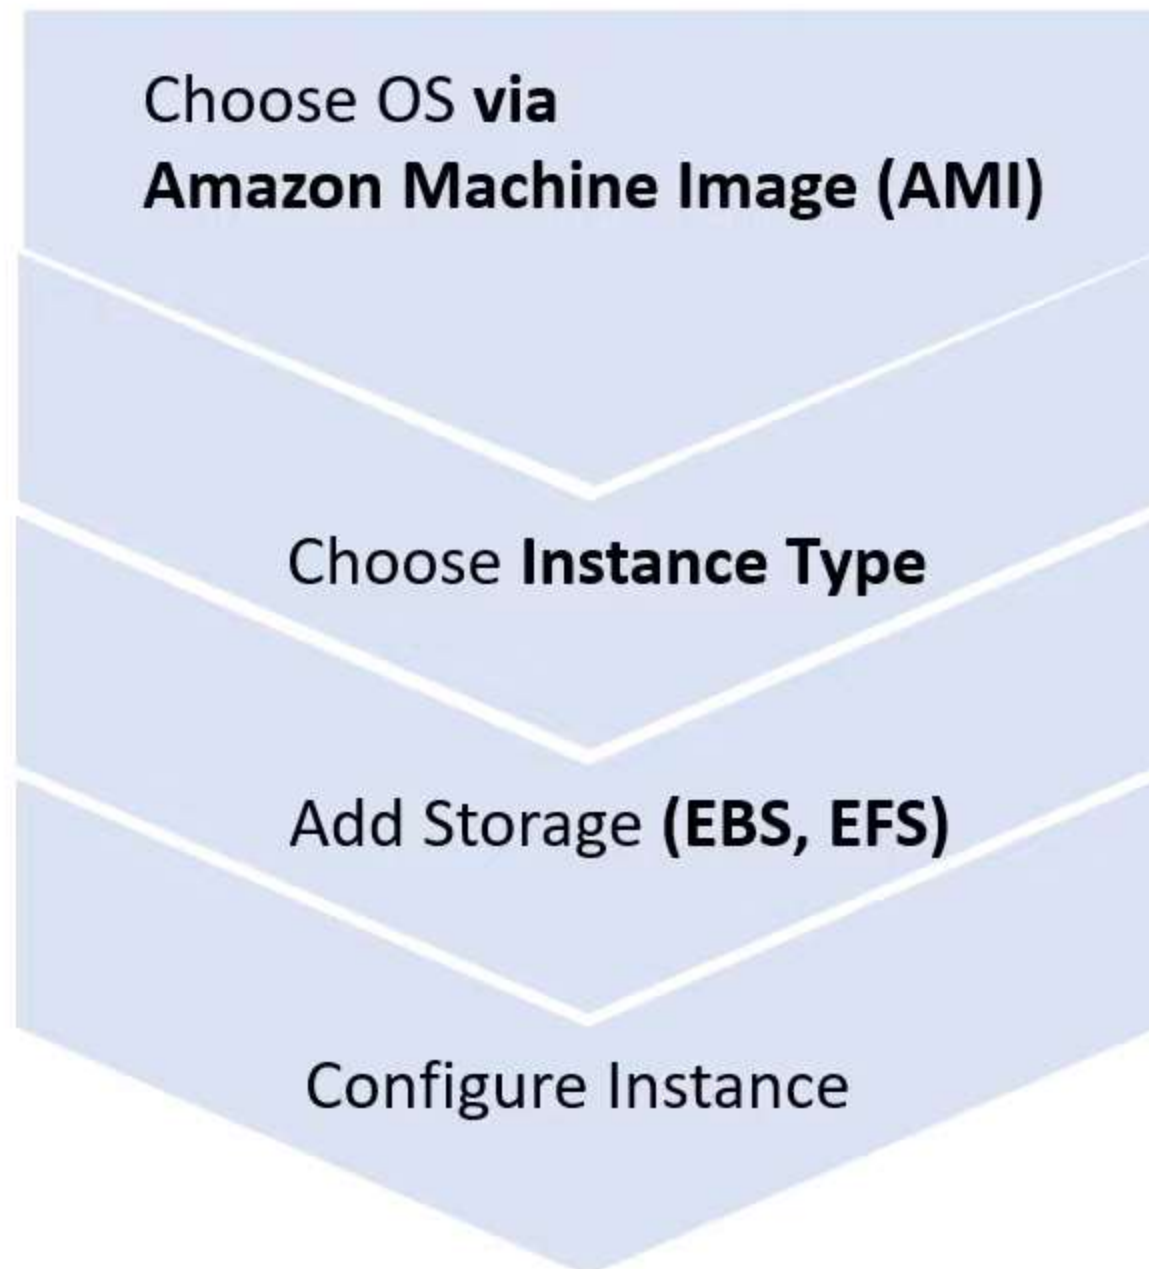 Choose OS via
Amazon Machine Image (AMI)
Choose Instance Type
Add Storage (EBS, EFS)
Configure Instance